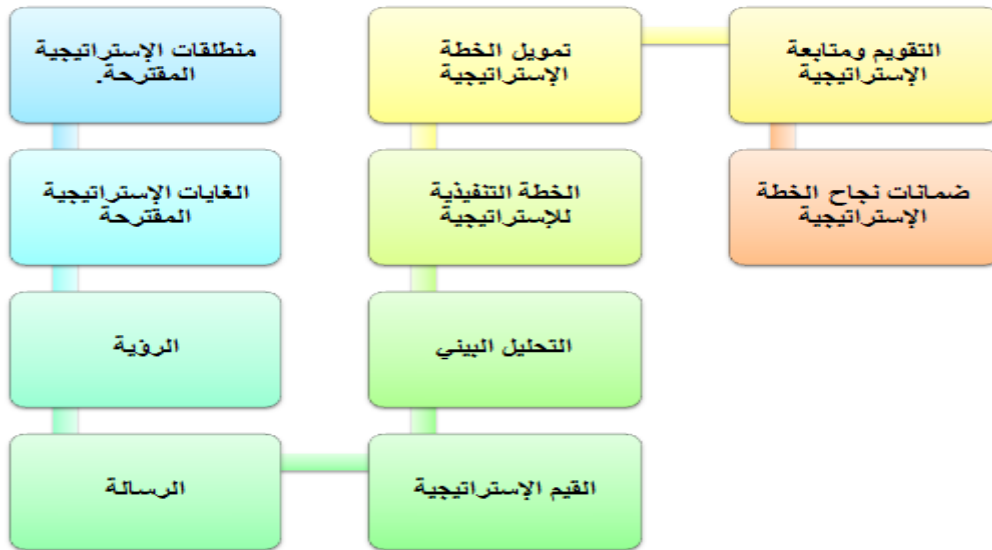 منطلقات الإستراتيجية
المقترحة.
الغايات الإستراتيجية
المقترحة
الرؤية
الرسالة
القيم الإستراتيجية
التحليل البيئي
الخطة التنفيذية
للإستراتيجية
تمويل الخطة
الإستراتيجية
التقويم ومتابعة
الإستراتيجية
ضمانات نجاح الخطة
الإستراتيجية